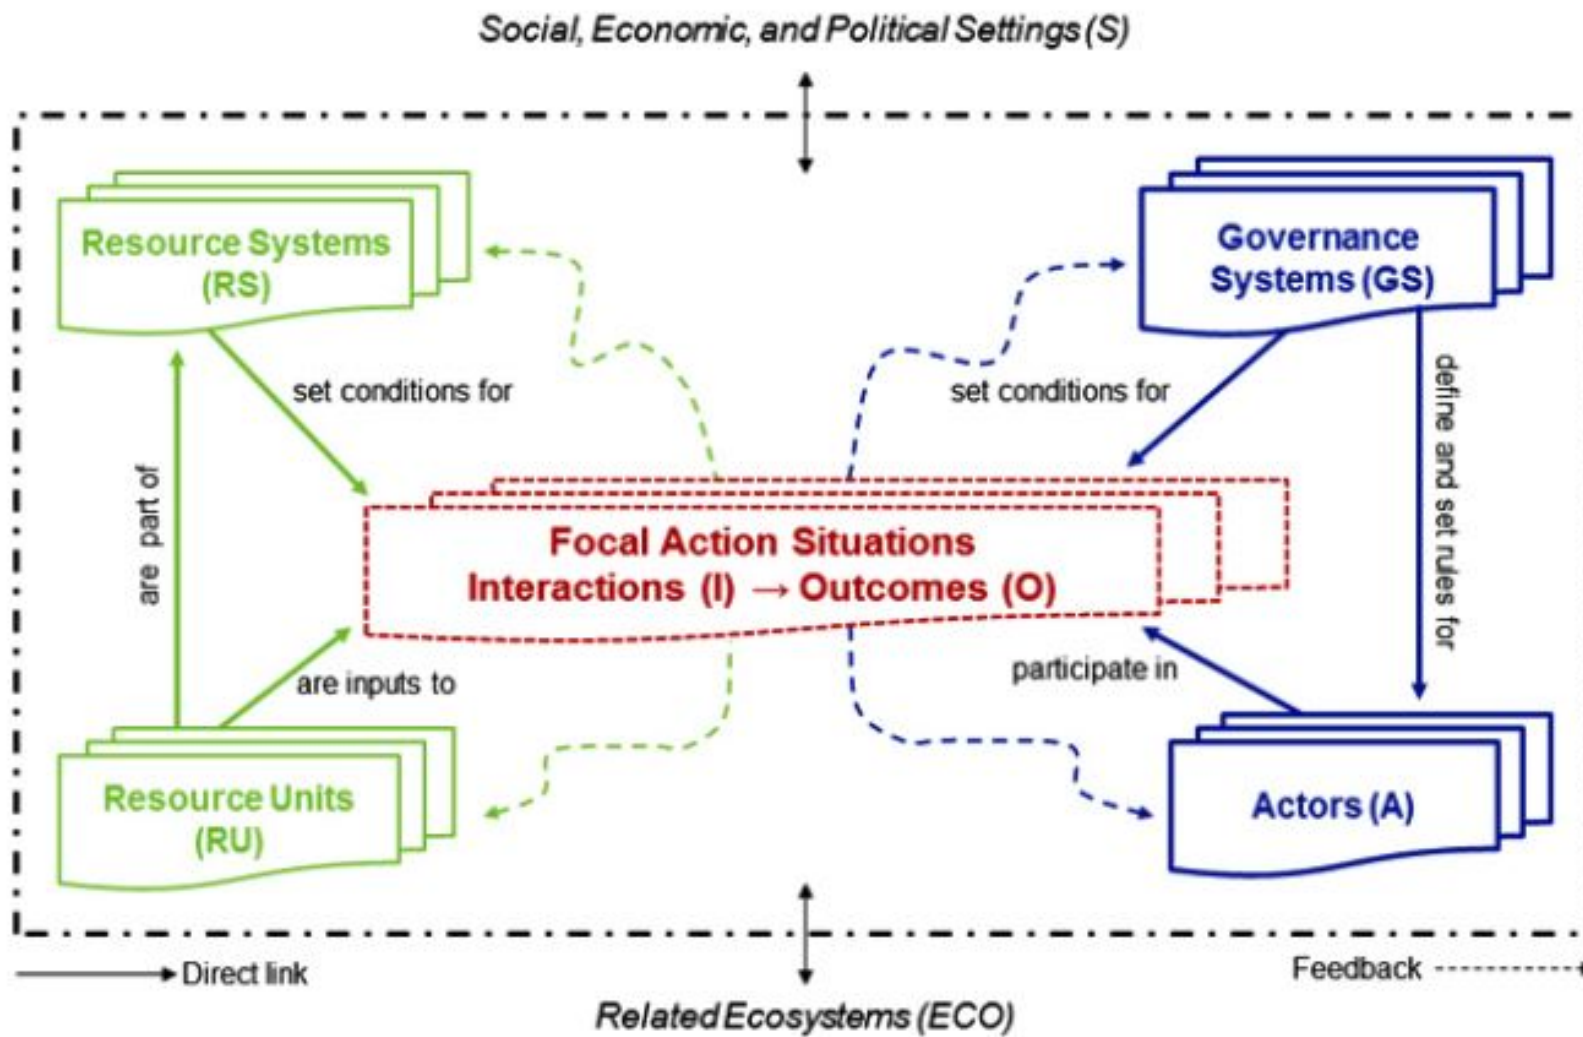 Social, Economic, and Political Settings (S)
Resource Systems
(RS)
Governance
Systems (GS)
set conditions for
set conditions for
are part of
define and set rules for
Focal Action Situations
Interactions (I) → Outcomes (O)
are inputs to
participate in
Resource Units
(RU)
Actors (A)
Direct link
Feedback
Related Ecosystems (ECO)